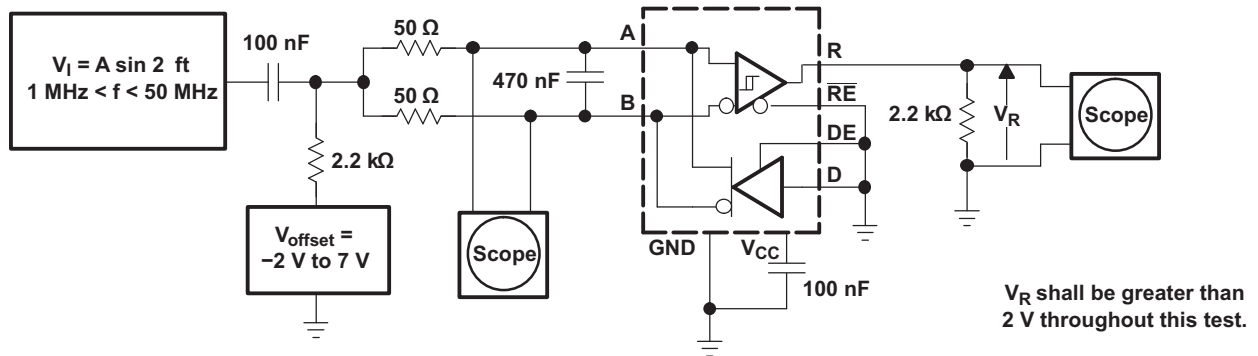 V_I = A sin 2 ft
1 MHz < f < 50 MHz
100 nF
50 Ω
50 Ω
2.2 kΩ
V_offset =
−2 V to 7 V
Scope
470 nF
A
B
GND
V_CC
100 nF
R
R̅E̅
DE
D
2.2 kΩ
V_R
Scope
V_R shall be greater than
2 V throughout this test.